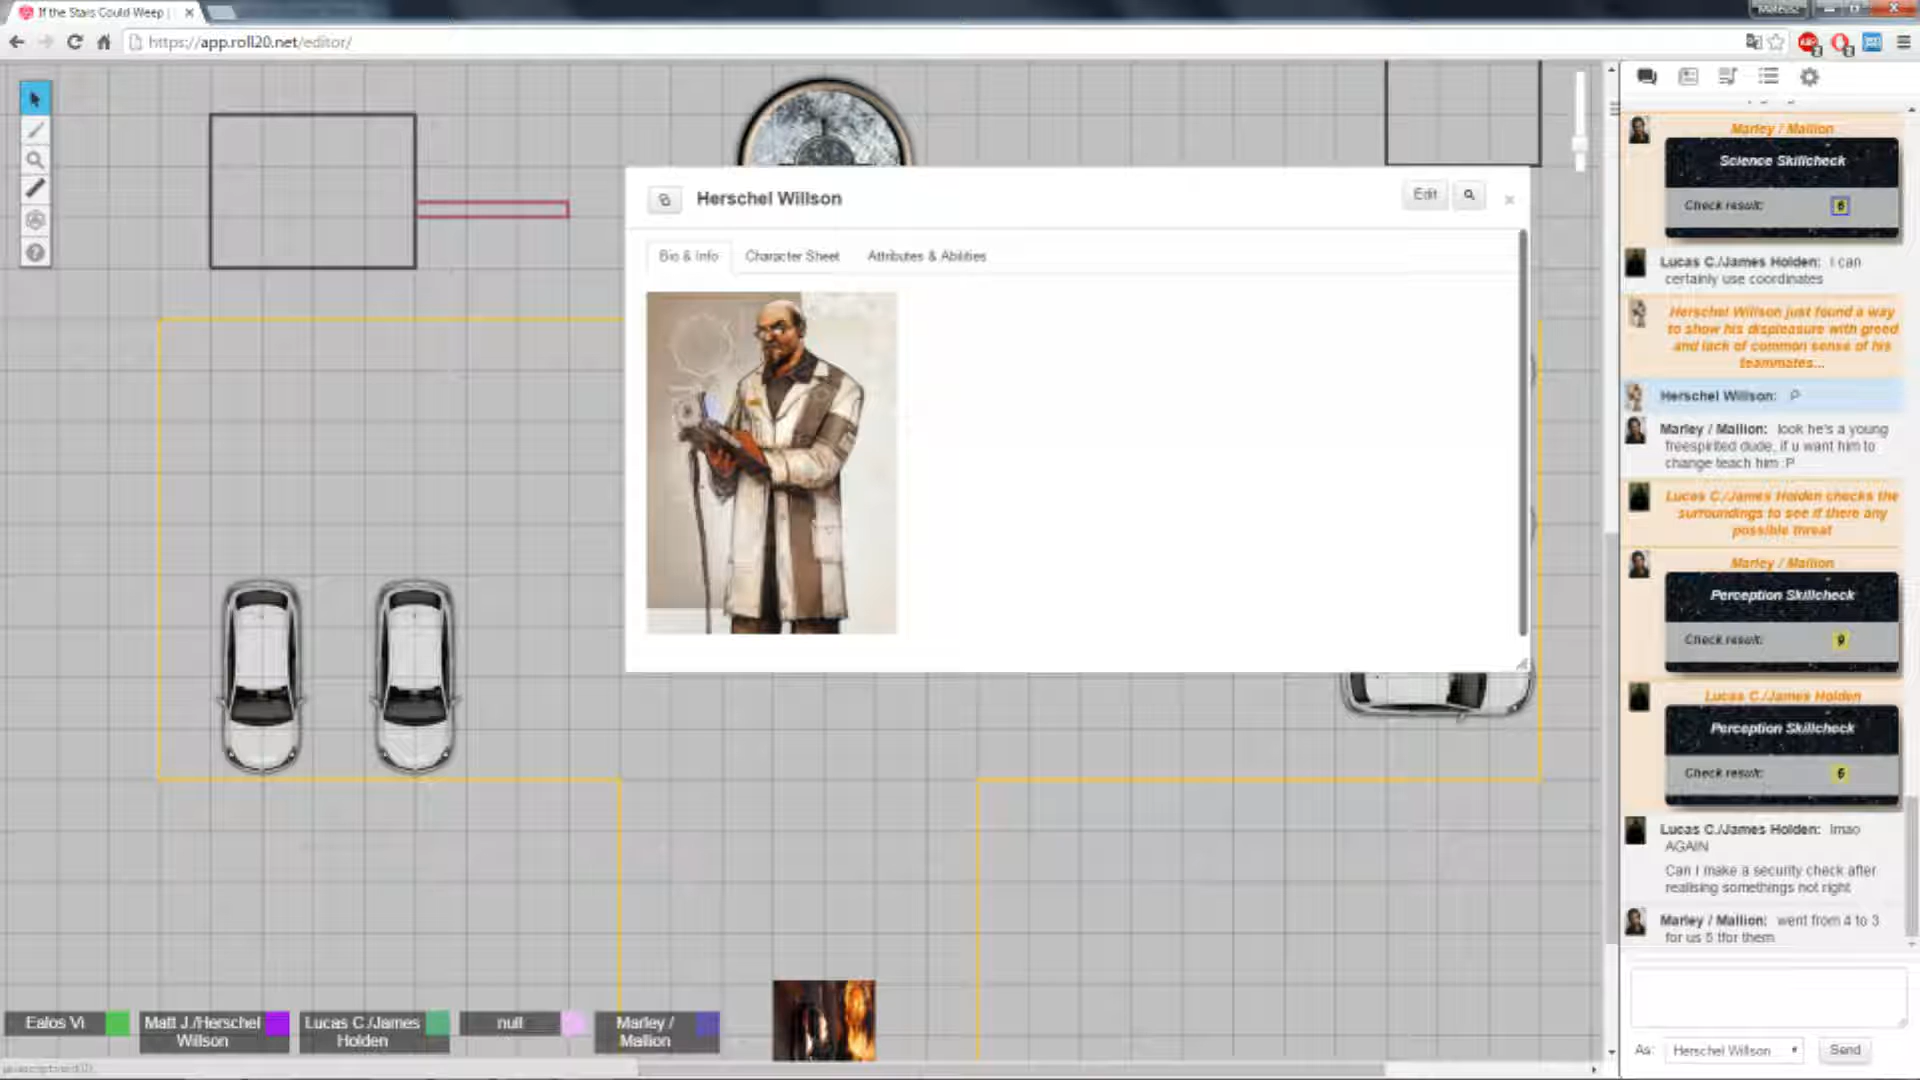 If the Stars Could Weep |
https://app.roll20.net/editor/
Mateusz
Herschel Willson
Edit
Bio & Info
Character Sheet
Attributes & Abilities
Marley / Mallion
Science Skillcheck
Check result:
6
Lucas C./James Holden: I can
certainly use coordinates
Herschel Willson just found a way
to show his displeasure with greed
and lack of common sense of his
teammates...
Herschel Willson: :P
Marley / Mallion: look he's a young
freespirited dude, if u want him to
change teach him :P
Lucas C./James Holden checks the
surroundings to see if there any
possible threat
Marley / Mallion
Perception Skillcheck
Check result:
9
Lucas C./James Holden
Perception Skillcheck
Check result:
6
Lucas C./James Holden: lmao
AGAIN
Can I make a security check after
realising somethings not right
Marley / Mallion: went from 4 to 3
for us 5 tfor them
As:
Herschel Willson
Send
Ealos Vi
Matt J./Herschel
Willson
Lucas C./James
Holden
null
Marley /
Mallion